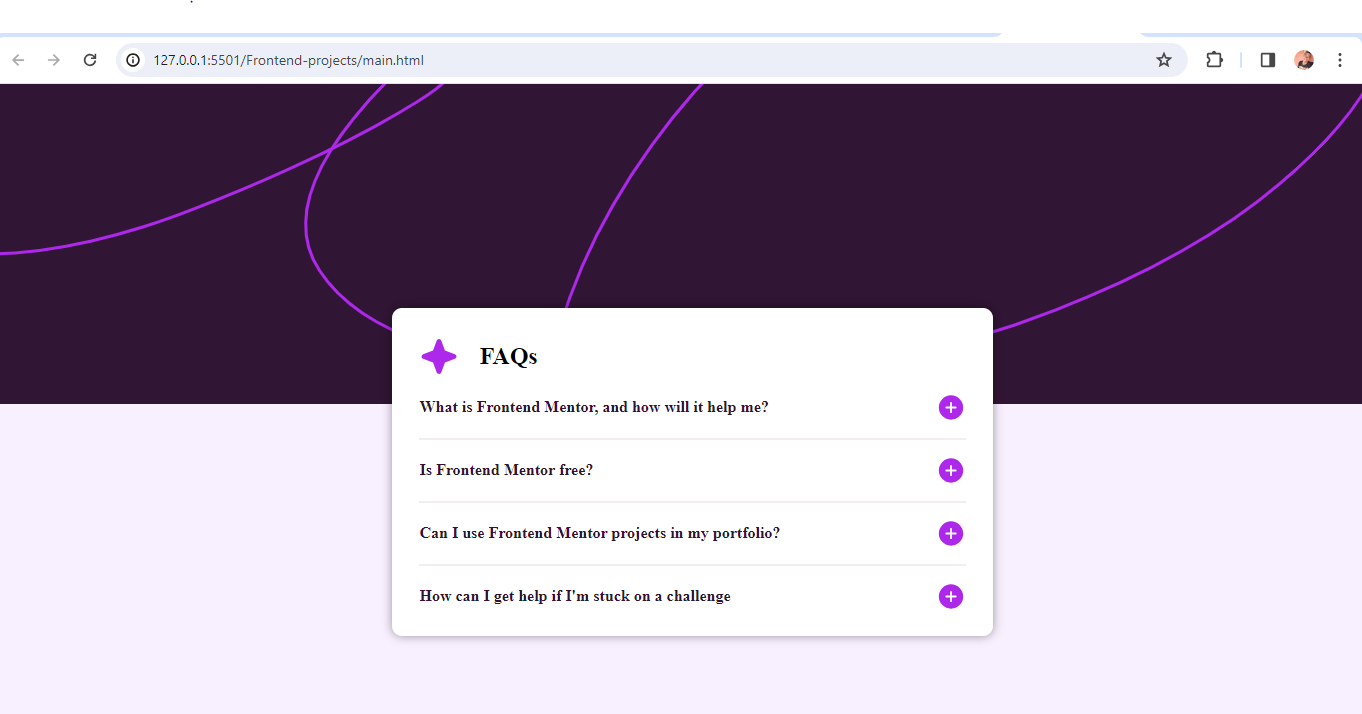 127.0.0.1:5501/Frontend-projects/main.html
FAQs
What is Frontend Mentor, and how will it help me?
Is Frontend Mentor free?
Can I use Frontend Mentor projects in my portfolio?
How can I get help if I'm stuck on a challenge